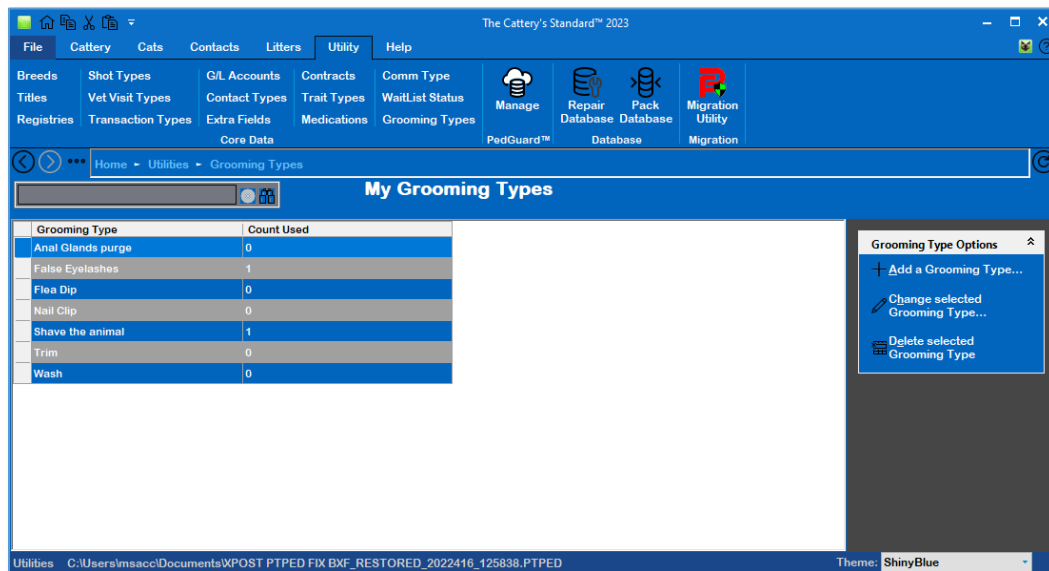 The Cattery's Standard™ 2023
File Cattery Cats Contacts Litters Utility Help
Breeds Shot Types G/L Accounts Contracts Comm Type
Titles Vet Visit Types Contact Types Trait Types WaitList Status
Registries Transaction Types Extra Fields Medications Grooming Types
Manage
Repair Database
Pack Database
Migration Utility
Core Data PedGuard™ Database Migration
Home Utilities Grooming Types
My Grooming Types
Grooming Type Count Used
Anal Glands purge 0
False Eyelashes 1
Flea Dip 0
Nail Clip 0
Shave the animal 1
Trim 0
Wash 0
Grooming Type Options
Add a Grooming Type...
Change selected
Grooming Type...
Delete selected
Grooming Type
Utilities C:\Users\msacc\Documents\XPOST PTPED FIX BXF_RESTORED_2022416_125838.PTPED
Theme: ShinyBlue